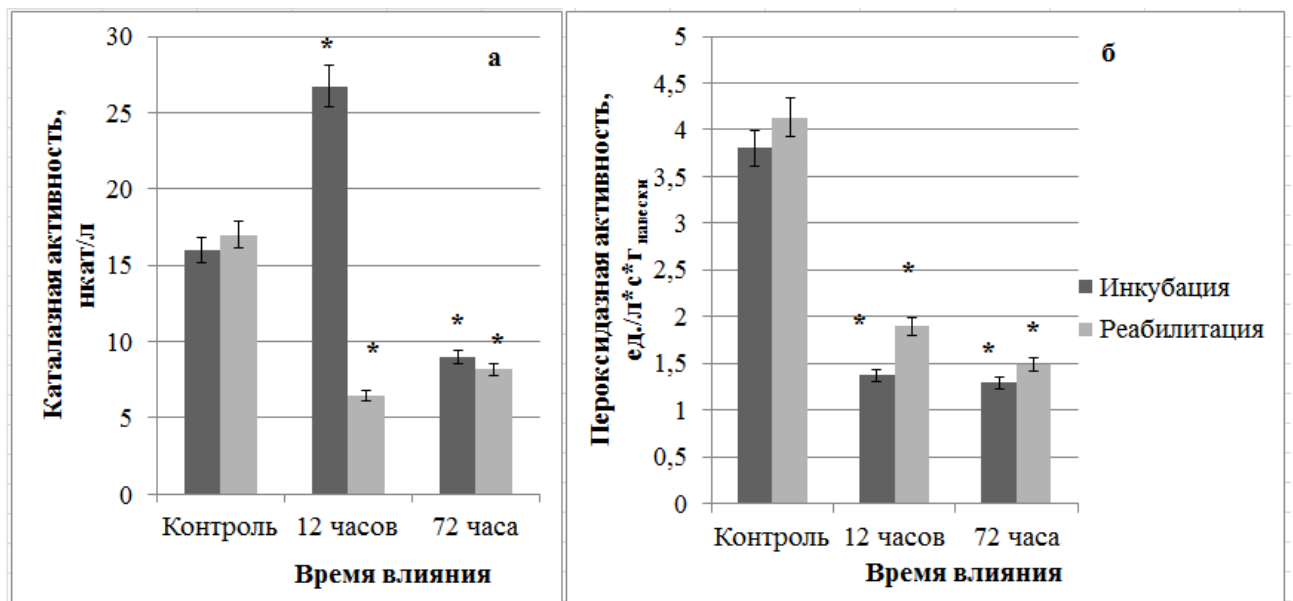 Каталазная активность,
нкат/л
30
25
20
15
10
5
0
*
*
*
*
а
Контроль
12 часов
72 часа
Время влияния
Пероксидазная активность,
ед./л*с*г навески
5
4,5
4
3,5
3
2,5
2
1,5
1
0,5
0
*
*
*
*
б
Контроль
12 часов
72 часа
Время влияния
Инкубация
Реабилитация